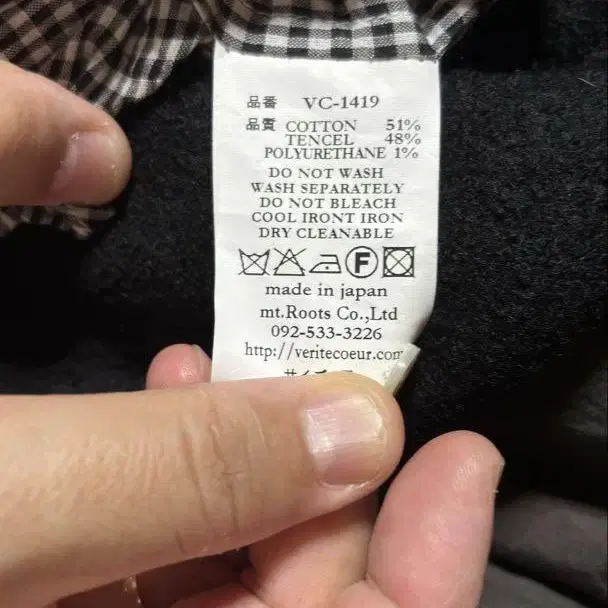 品番 VC-1419
品質 COTTON 51%
TENCEL 48%
POLYURETHANE 1%
DO NOT WASH
WASH SEPARATELY
DO NOT BLEACH
COOL IRONT IRON
DRY CLEANABLE
F
made in japan
mt.Roots Co.,Ltd
092-533-3226
http://veritecoeur.com